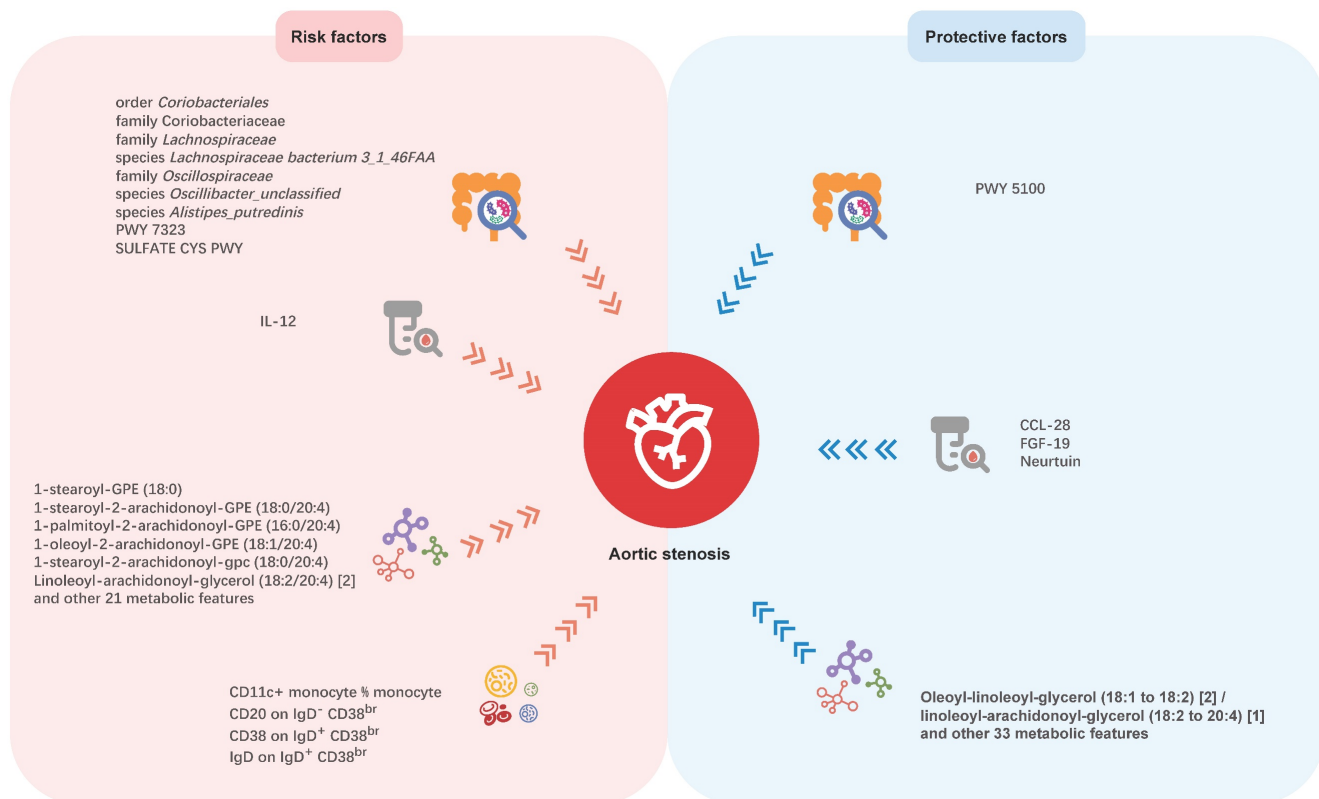 Risk factors
order Coriobacteriales
family Coriobacteriaceae
family Lachnospiraceae
species Lachnospiraceae bacterium 3_1_46FAA
family Oscillospiraceae
species Oscillibacter_unclassified
species Alistipes_putredinis
PWY 7323
SULFATE CYS PWY
IL-12
1-stearoyl-GPE (18:0)
1-stearoyl-2-arachidonoyl-GPE (18:0/20:4)
1-palmitoyl-2-arachidonoyl-GPE (16:0/20:4)
1-oleoyl-2-arachidonoyl-GPE (18:1/20:4)
1-stearoyl-2-arachidonoyl-gpc (18:0/20:4)
Linoleoyl-arachidonoyl-glycerol (18:2/20:4) [2]
and other 21 metabolic features
CD11c+ monocyte % monocyte
CD20 on IgD⁻ CD38ᵇʳ
CD38 on IgD⁺ CD38ᵇʳ
IgD on IgD⁺ CD38ᵇʳ
Aortic stenosis
Protective factors
PWY 5100
CCL-28
FGF-19
Neurtuin
Oleoyl-linoleoyl-glycerol (18:1 to 18:2) [2] /
linoleoyl-arachidonoyl-glycerol (18:2 to 20:4) [1]
and other 33 metabolic features